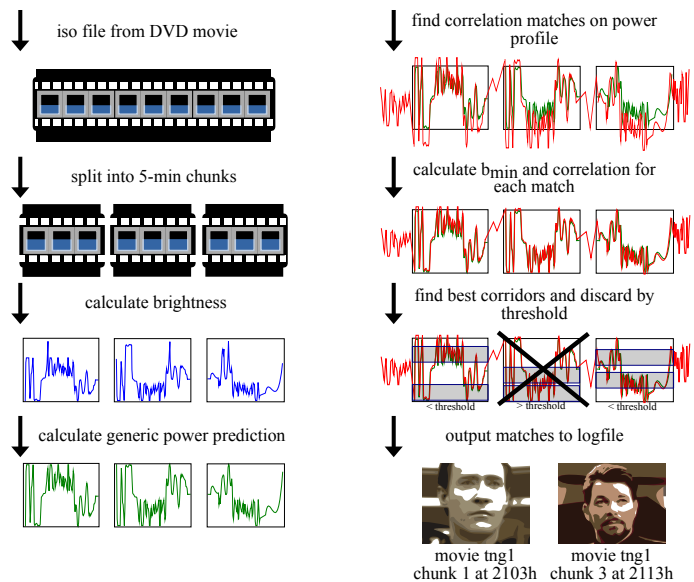 iso file from DVD movie
split into 5-min chunks
calculate brightness
calculate generic power prediction
find correlation matches on power
profile
calculate bmin and correlation for
each match
find best corridors and discard by
threshold
< threshold
> threshold
< threshold
output matches to logfile
movie tng1
chunk 1 at 2103h
movie tng1
chunk 3 at 2113h